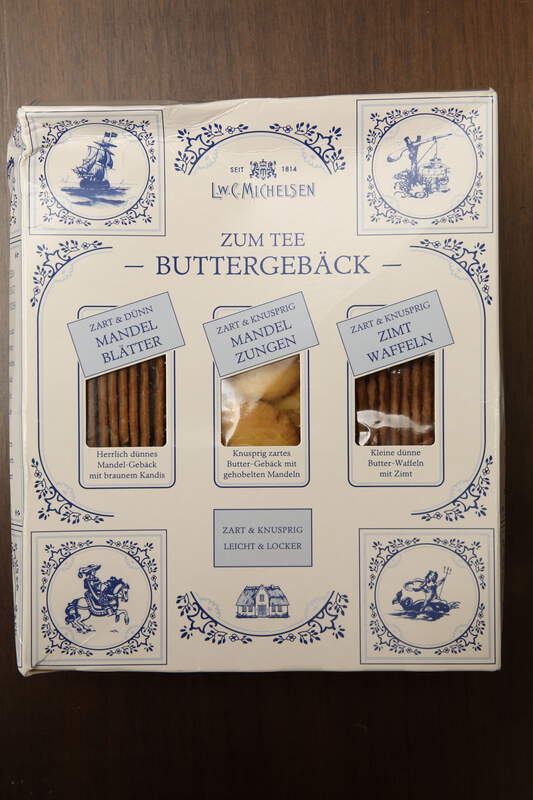 SEIT 1814
L.W.C. MICHELSEN
ZUM TEE
— BUTTERGEBÄCK —
ZART & DÜNN
MANDEL
BLÄTTER
Herrlich dünnes
Mandel-Gebäck
mit braunem Kandis
ZART & KNUSPRIG
MANDEL
ZUNGEN
Knusprig zartes
Butter-Gebäck mit
gehobelten Mandeln
ZART & KNUSPRIG
ZIMT
WAFFELN
Kleine dünne
Butter-Waffeln
mit Zimt
ZART & KNUSPRIG
LEICHT & LOCKER